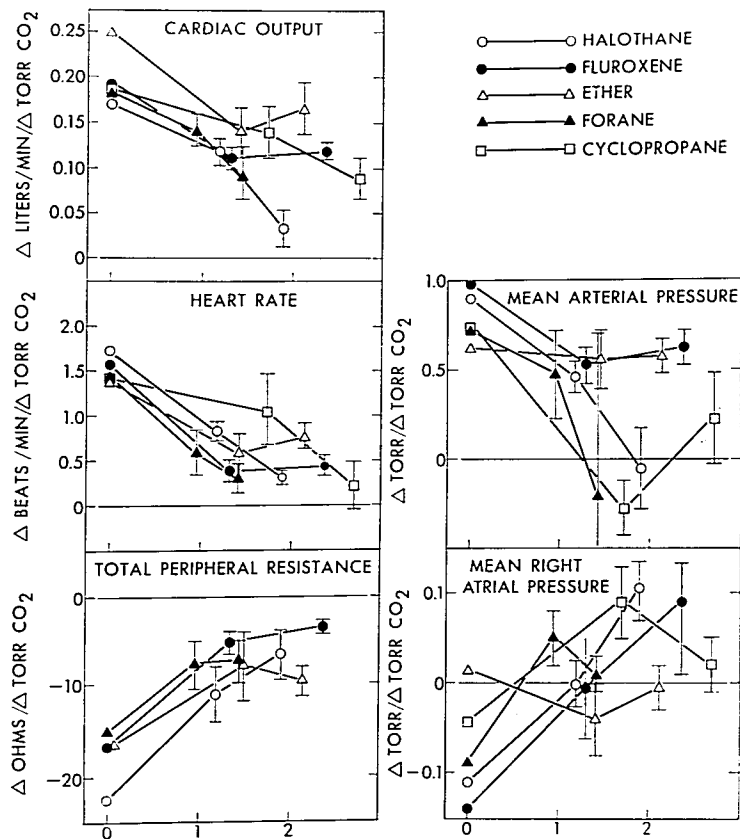 CARDIAC OUTPUT
Δ LITERS/MIN/Δ TORR CO2
0.25
0.20
0.15
0.10
0.05
0
0
1
2
HALOTHANE
FLUROXENE
ETHER
FORANE
CYCLOPROPANE
HEART RATE
Δ BEATS/MIN/Δ TORR CO2
2.0
1.5
1.0
0.5
0
MEAN ARTERIAL PRESSURE
Δ TORR/Δ TORR CO2
1.0
0.5
0
TOTAL PERIPHERAL RESISTANCE
Δ OHMS/Δ TORR CO2
0
−10
−20
0
1
2
MEAN RIGHT
ATRIAL PRESSURE
Δ TORR/Δ TORR CO2
0.1
0
−0.1
0
1
2